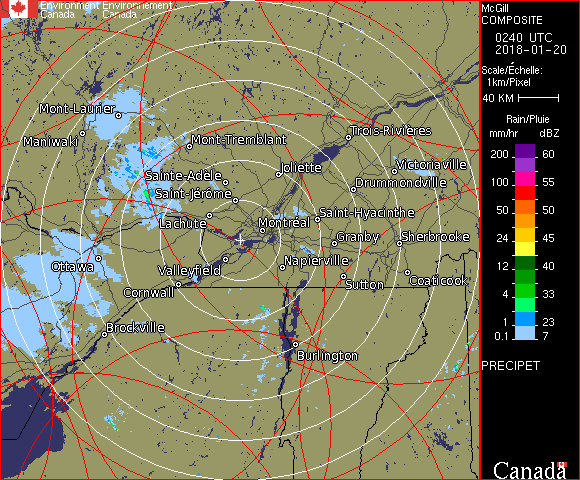 Environment Environnement
Canada Canada
McGill
COMPOSITE
0240 UTC
2018-01-20
Scale/Échelle:
1km/Pixel
40 KM
Rain/Pluie
mm/hr dBZ
200 60
100 55
50 50
24 45
12 40
4 33
1 23
0.1 7
PRECIPET
Canada
Mont-Laurier
Maniwaki
Mont-Tremblant
Trois-Rivières
Sainte-Adèle
Joliette
Victoriaville
Saint-Jérôme
Drummondville
Lachute
Montréal
Saint-Hyacinthe
Granby
Sherbrooke
Ottawa
Valleyfield
Napierville
Cornwall
Sutton
Coaticook
Brockville
Burlington